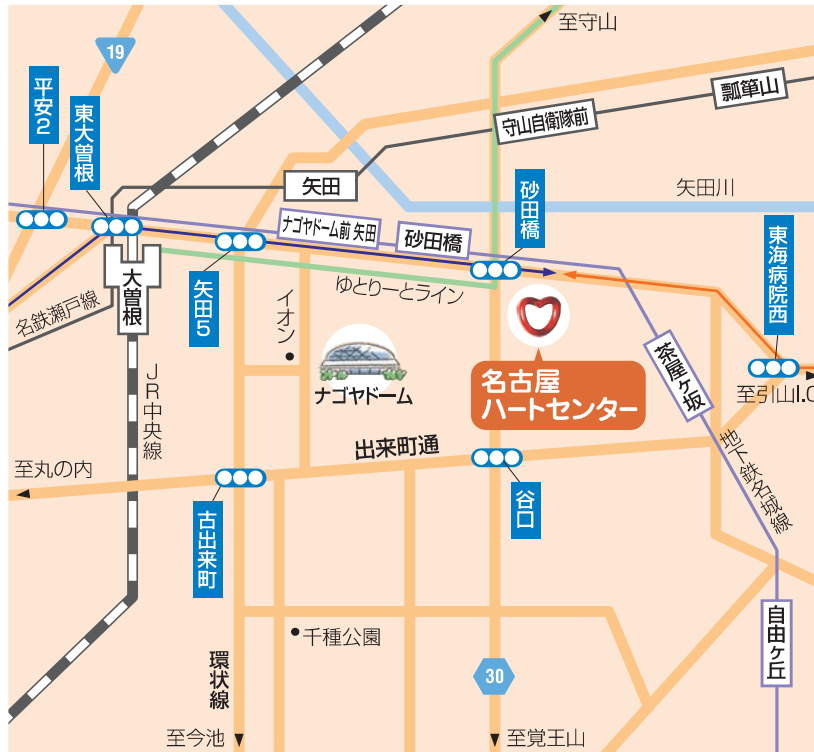 至守山
19
平安2
東大曽根
瓢箪山
守山自衛隊前
矢田
砂田橋
矢田川
ナゴヤドーム前 矢田
砂田橋
東海病院西
大曽根
矢田5
ゆとりーとライン
イオン
名鉄瀬戸線
茶屋ヶ坂
名古屋
ハートセンター
JR中央線
ナゴヤドーム
至引山I.C
出来町通
至丸の内
地下鉄名城線
谷口
古出来町
自由ヶ丘
千種公園
環状線
30
至今池
至覚王山